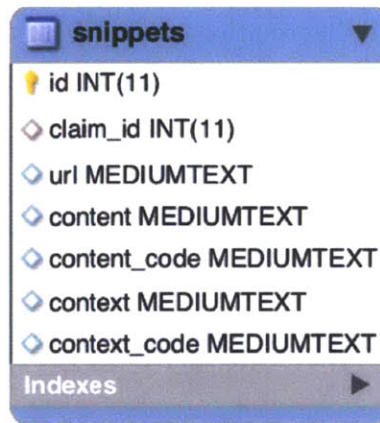 snippets
id INT(11)
claim_id INT(11)
url MEDIUMTEXT
content MEDIUMTEXT
content_code MEDIUMTEXT
context MEDIUMTEXT
context_code MEDIUMTEXT
Indexes